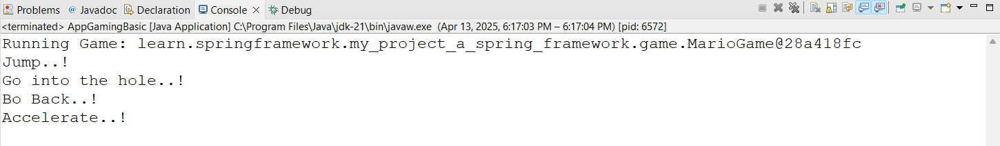 Problems @ Javadoc Declaration Console Debug
<terminated> AppGamingBasic [Java Application] C:\Program Files\Java\jdk-21\bin\javaw.exe (Apr 13, 2025, 6:17:03 PM – 6:17:04 PM) [pid: 6572]
Running Game: learn.springframework.my_project_a_spring_framework.game.MarioGame@28a418fc
Jump..!
Go into the hole..!
Bo Back..!
Accelerate..!